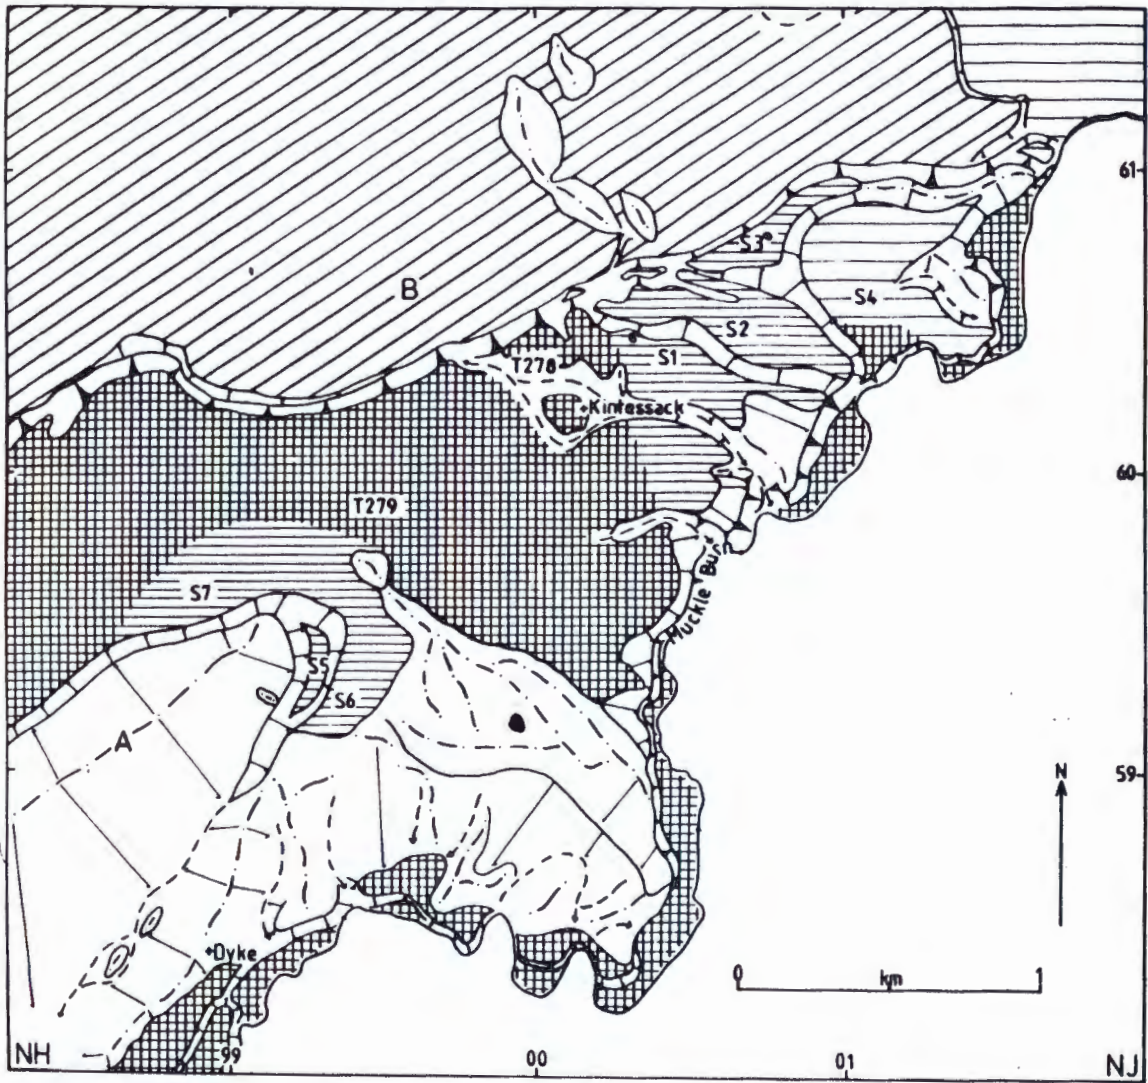 61
S3
B
S4
S2
S1
T278
+Kintessack
60
T279
Muckle Burn
S7
S5
S6
A
59
N
+Dyke
0 km 1
NH
99
00
01
NJ